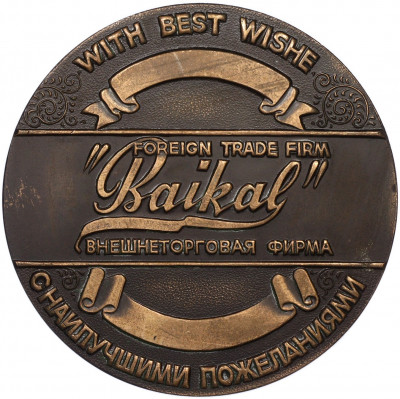 WITH BEST WISHE
FOREIGN TRADE FIRM
"Baikal"
ВНЕШНЕТОРГОВАЯ ФИРМА
С НАИЛУЧШИМИ ПОЖЕЛАНИЯМИ